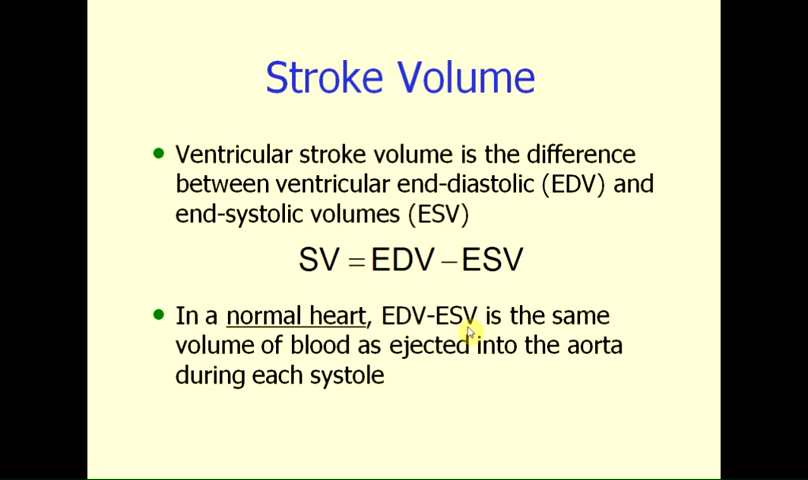 Stroke Volume
• Ventricular stroke volume is the difference
between ventricular end-diastolic (EDV) and
end-systolic volumes (ESV)
SV = EDV – ESV
• In a normal heart, EDV-ESV is the same
volume of blood as ejected into the aorta
during each systole